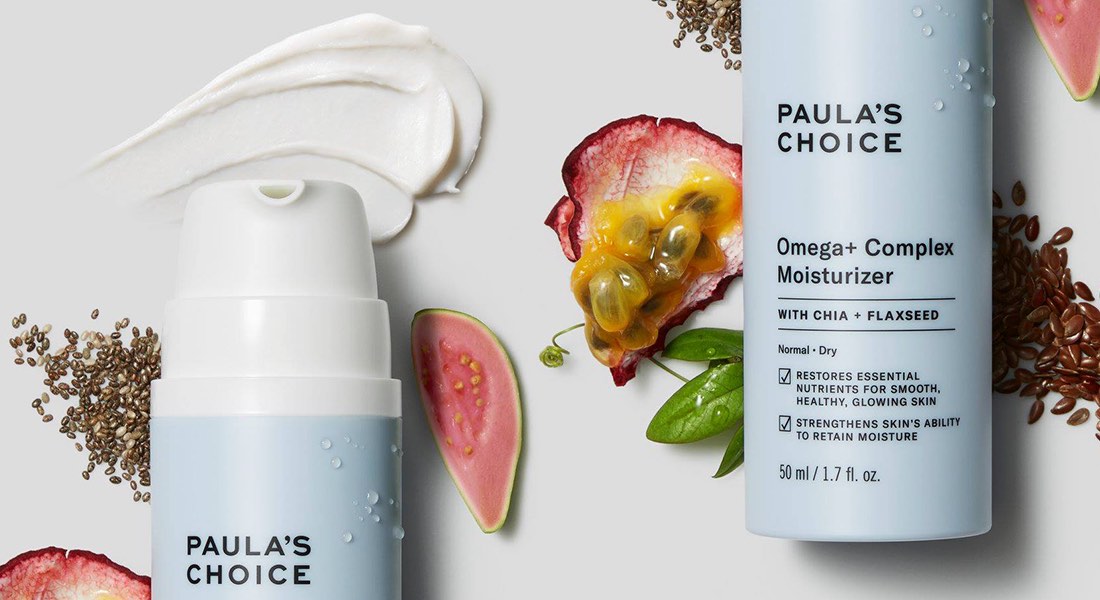 PAULA'S
CHOICE
Omega+ Complex
Moisturizer
WITH CHIA + FLAXSEED
Normal • Dry
RESTORES ESSENTIAL
NUTRIENTS FOR SMOOTH,
HEALTHY, GLOWING SKIN
STRENGTHENS SKIN'S ABILITY
TO RETAIN MOISTURE
50 ml / 1.7 fl. oz.
PAULA'S
CHOICE